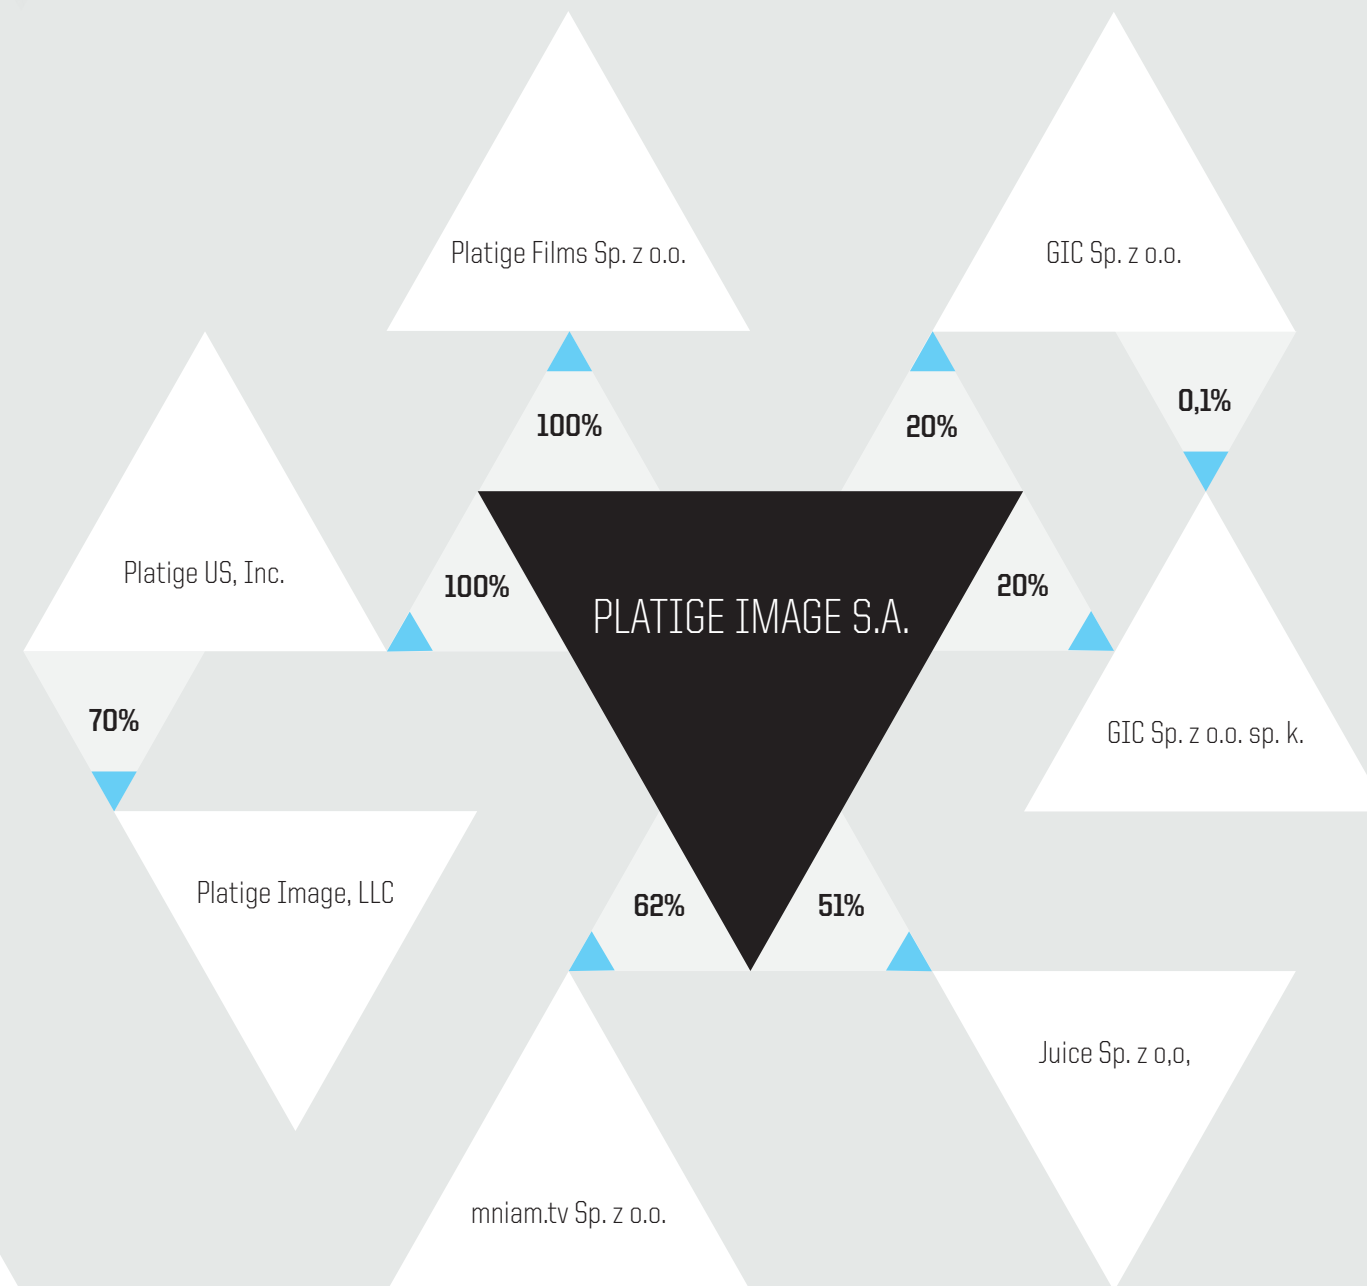 Platige Films Sp. z o.o.
GIC Sp. z o.o.
0,1%
100%
20%
Platige US, Inc.
100%
PLATIGE IMAGE S.A.
20%
70%
GIC Sp. z o.o. sp. k.
Platige Image, LLC
62%
51%
Juice Sp. z o,o,
mniam.tv Sp. z o.o.